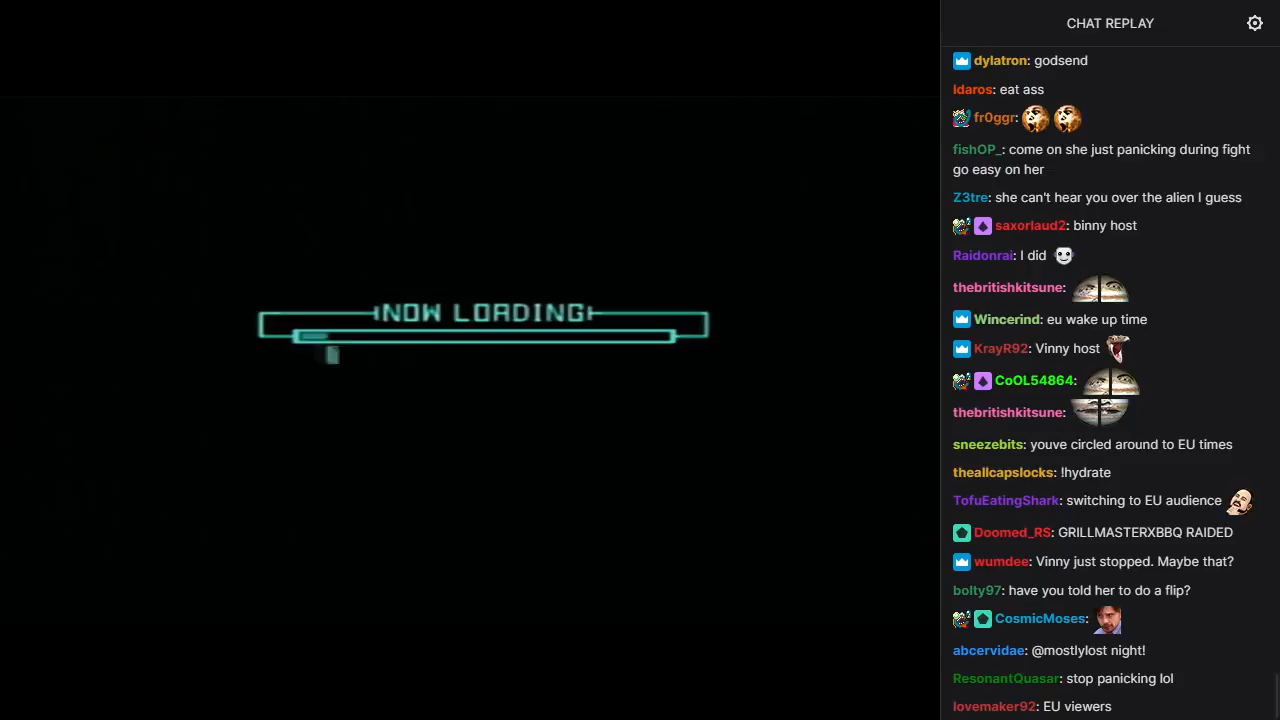 NOW LOADING
CHAT REPLAY
dylatron: godsend
Idaros: eat ass
fr0ggr:
fishOP_: come on she just panicking during fight
go easy on her
Z3tre: she can't hear you over the alien I guess
saxorlaud2: binny host
Raidonrai: I did
thebritishkitsune:
Wincerind: eu wake up time
KrayR92: Vinny host
CoOL54864:
thebritishkitsune:
sneezebits: youve circled around to EU times
theallcapslocks: !hydrate
TofuEatingShark: switching to EU audience
Doomed_RS: GRILLMASTERXBBQ RAIDED
wumdee: Vinny just stopped. Maybe that?
bolty97: have you told her to do a flip?
CosmicMoses:
abcervidae: @mostlylost night!
ResonantQuasar: stop panicking lol
lovemaker92: EU viewers